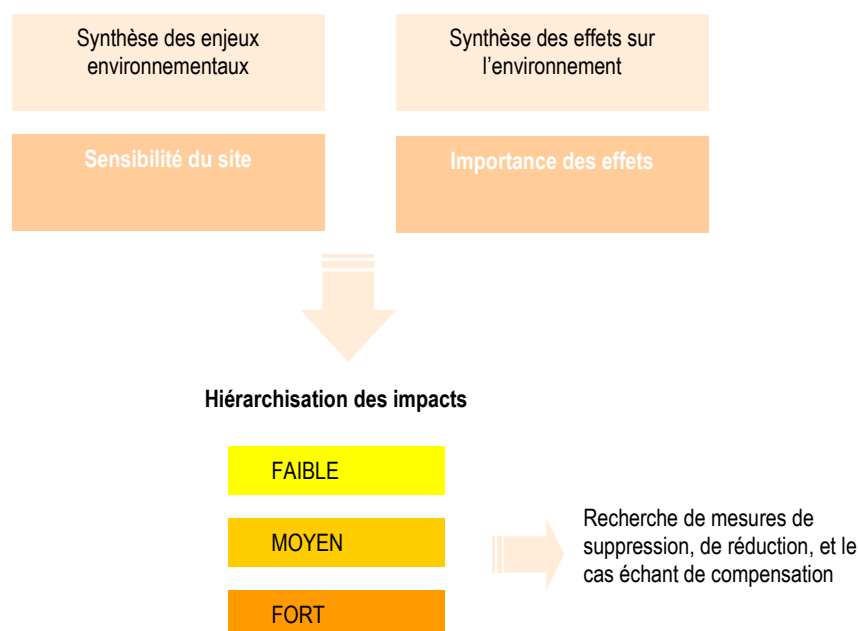 Synthèse des enjeux
environnementaux
Synthèse des effets sur
l'environnement
Sensibilité du site
Importance des effets
Hiérarchisation des impacts
FAIBLE
MOYEN
FORT
Recherche de mesures de
suppression, de réduction, et le
cas échant de compensation